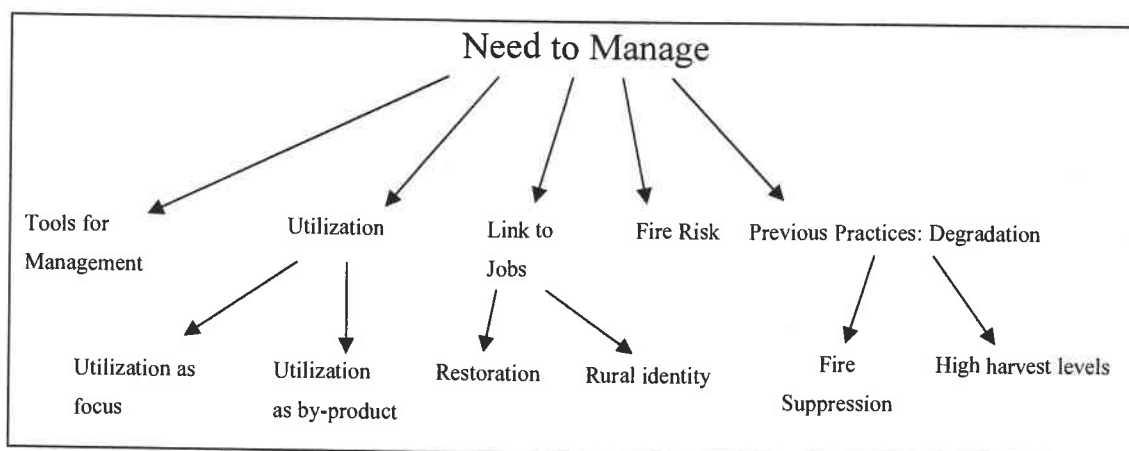 Need to Manage
Tools for
Management
Utilization
Link to
Jobs
Fire Risk
Previous Practices: Degradation
Utilization as
focus
Utilization
as by-product
Restoration
Rural identity
Fire
Suppression
High harvest levels